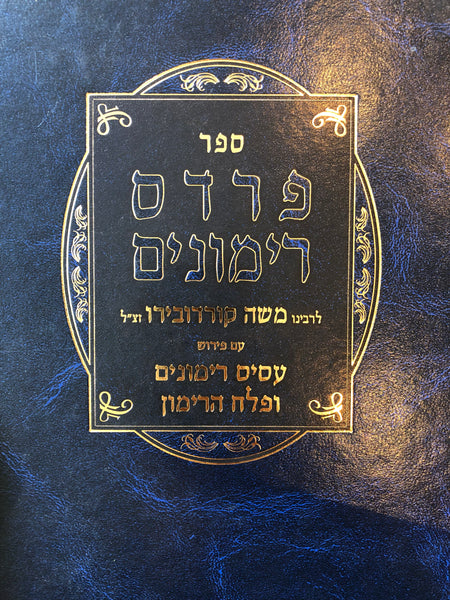 ספר
פרדס
רימונים
לרבינו משה קורדובירו זצ"ל
עם פירוש
עסיס רימונים
ופלח הרימון